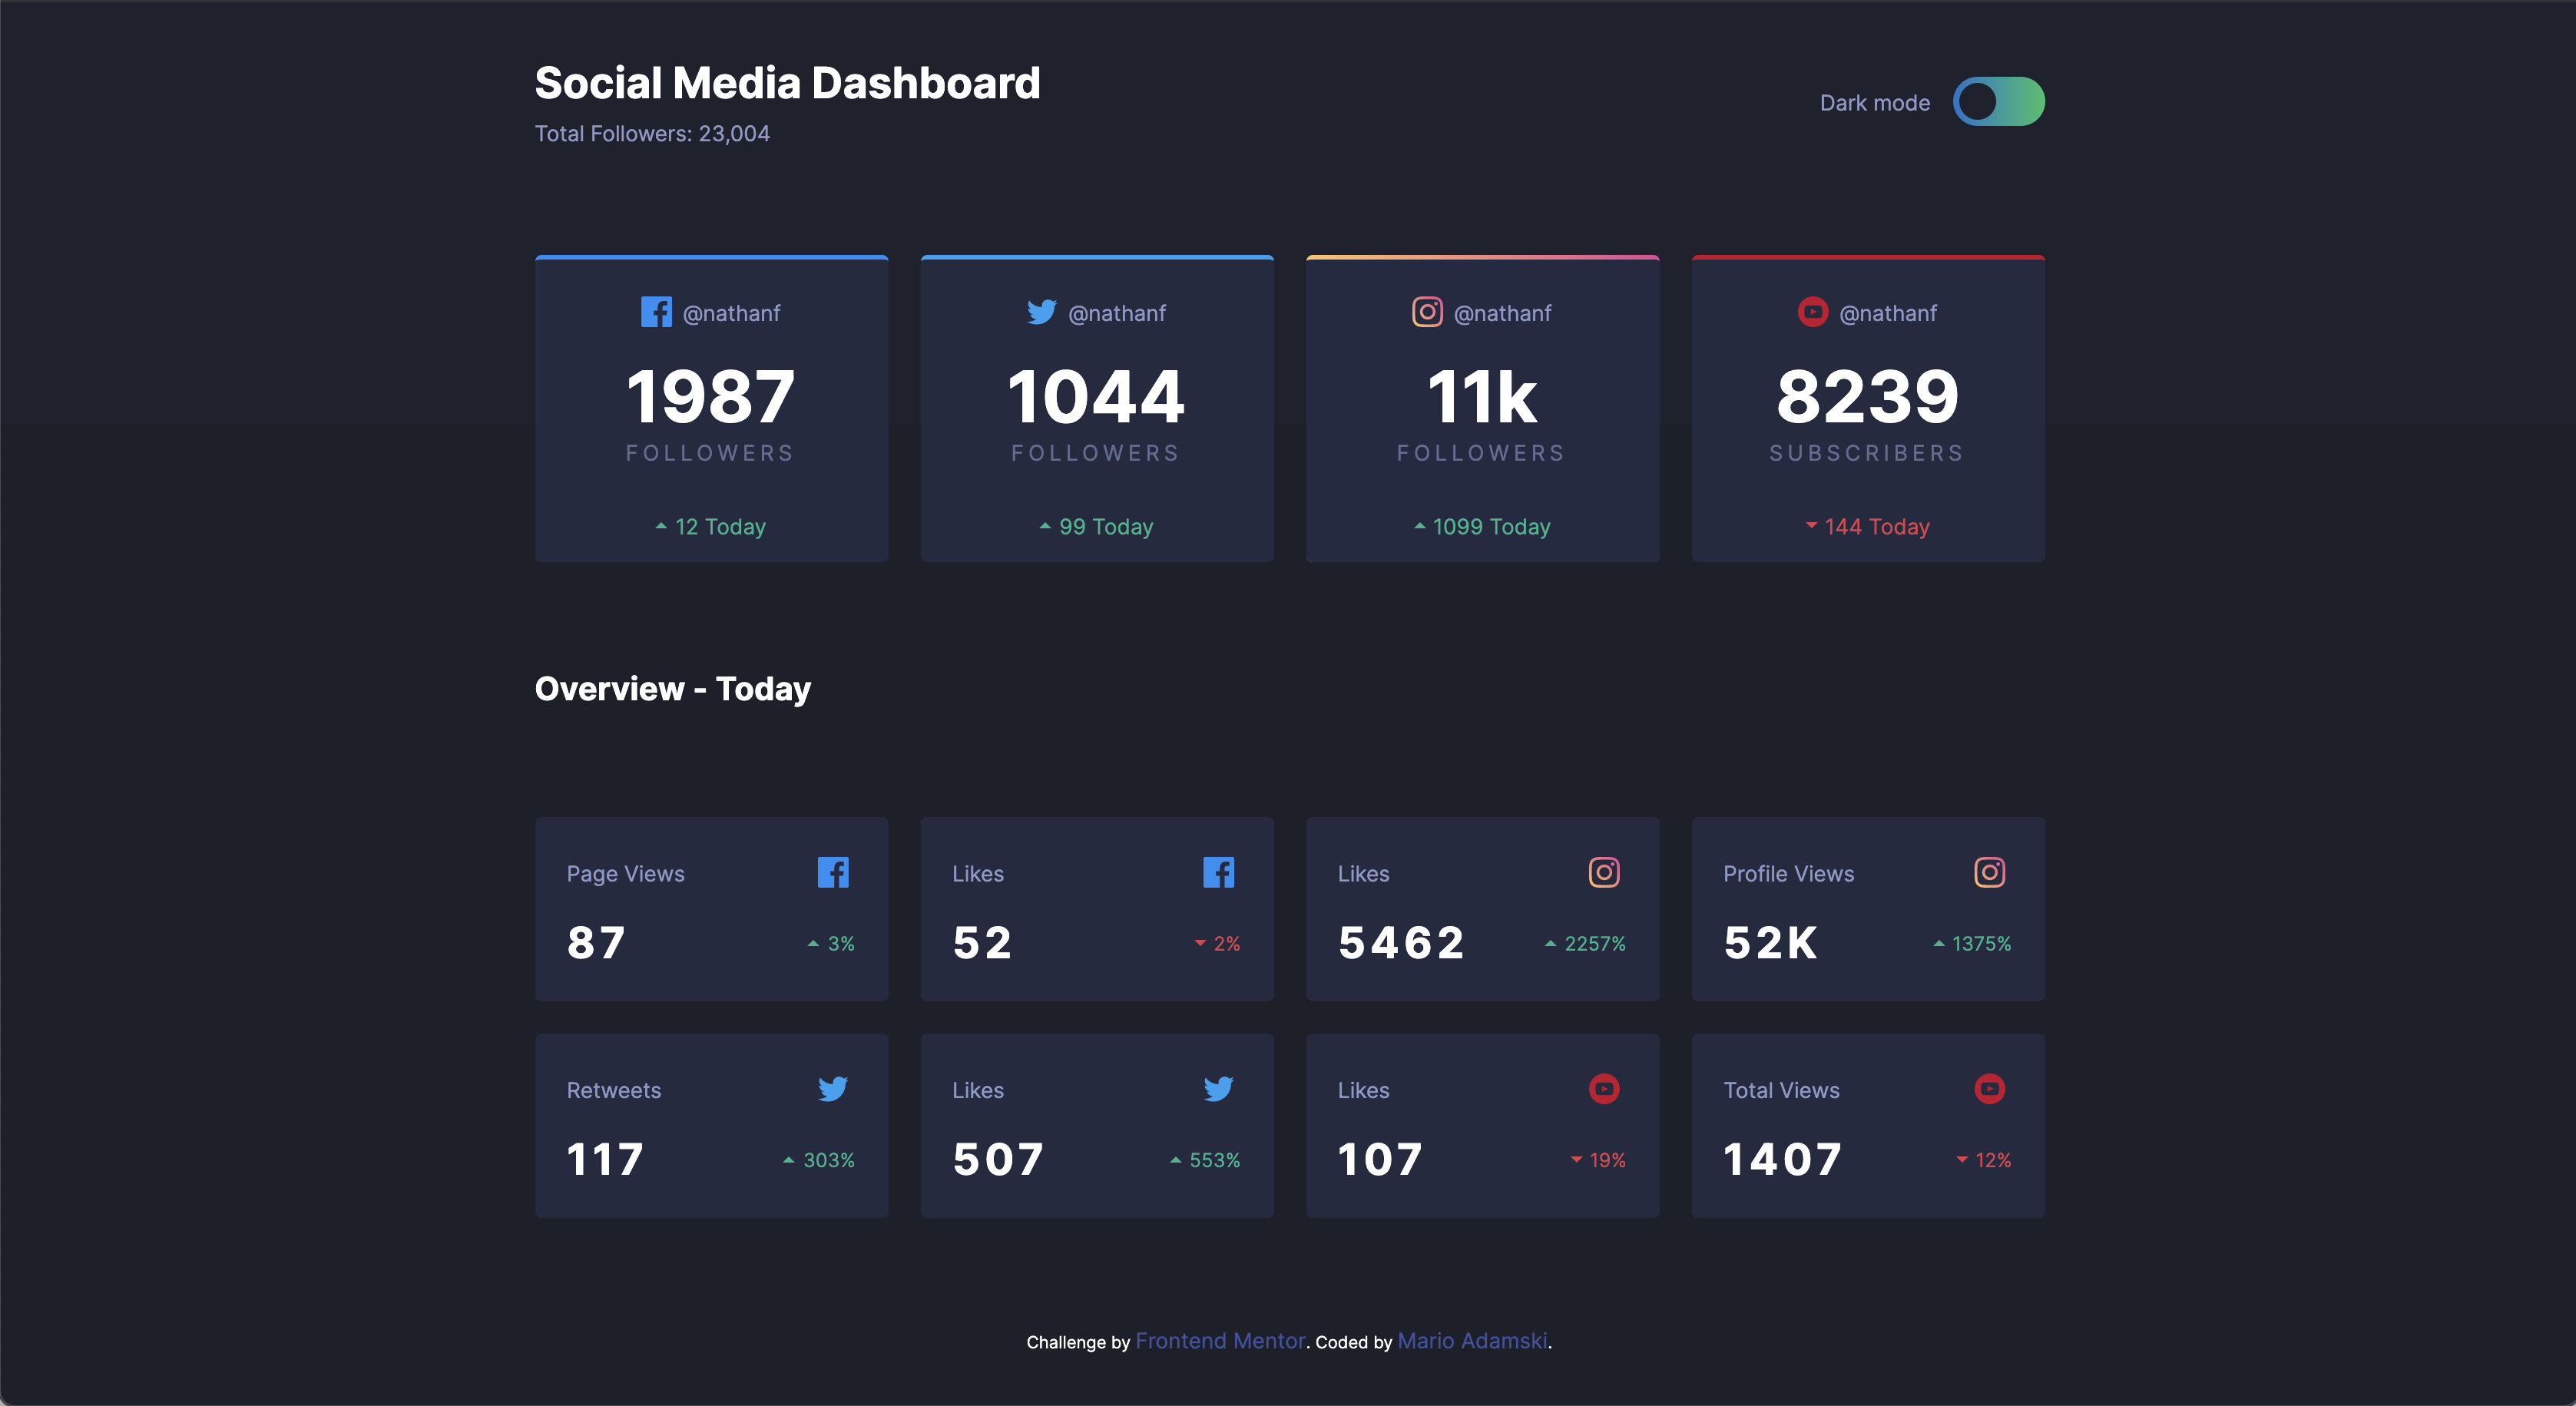 Social Media Dashboard
Total Followers: 23,004
Dark mode
@nathanf
1987
FOLLOWERS
12 Today
@nathanf
1044
FOLLOWERS
99 Today
@nathanf
11k
FOLLOWERS
1099 Today
@nathanf
8239
SUBSCRIBERS
144 Today
Overview - Today
Page Views
87
3%
Likes
52
2%
Likes
5462
2257%
Profile Views
52K
1375%
Retweets
117
303%
Likes
507
553%
Likes
107
19%
Total Views
1407
12%
Challenge by Frontend Mentor. Coded by Mario Adamski.